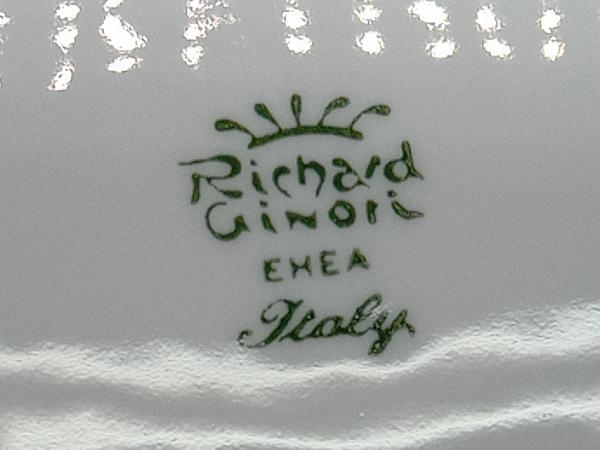 Richard
Ginori
EHEA
Italy